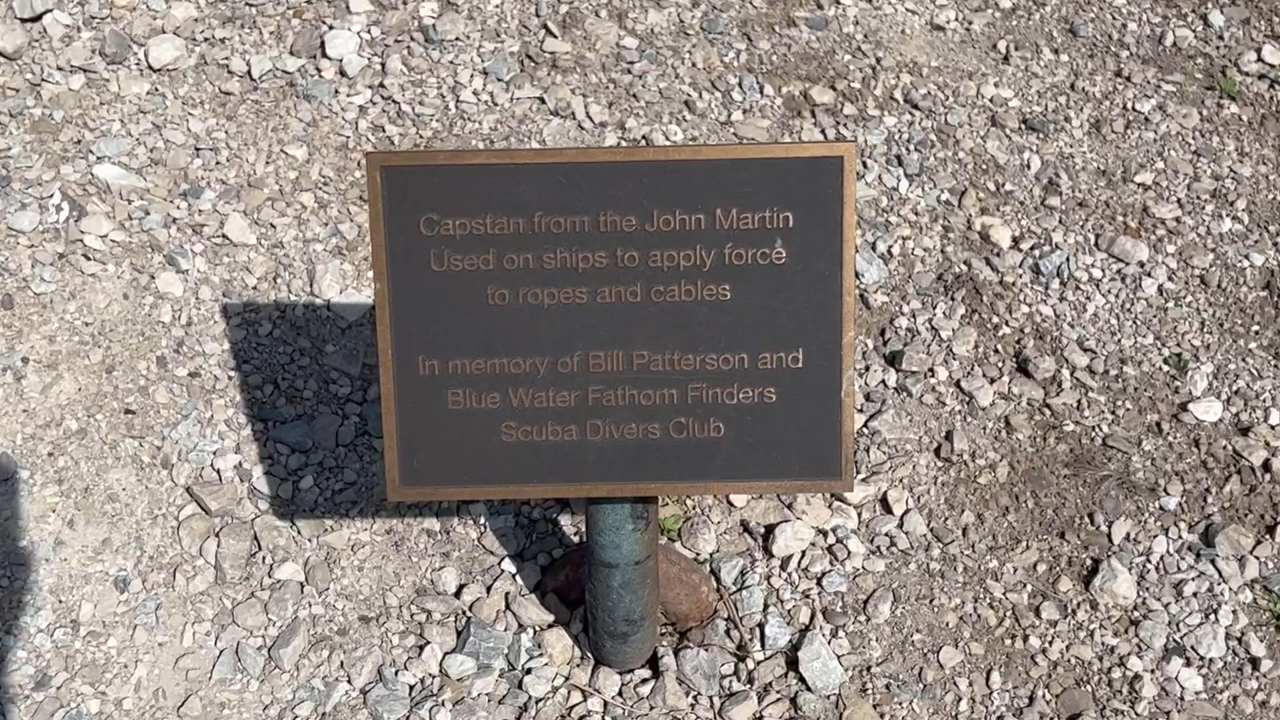 Capstan from the John Martin
Used on ships to apply force
to ropes and cables
In memory of Bill Patterson and
Blue Water Fathom Finders
Scuba Divers Club